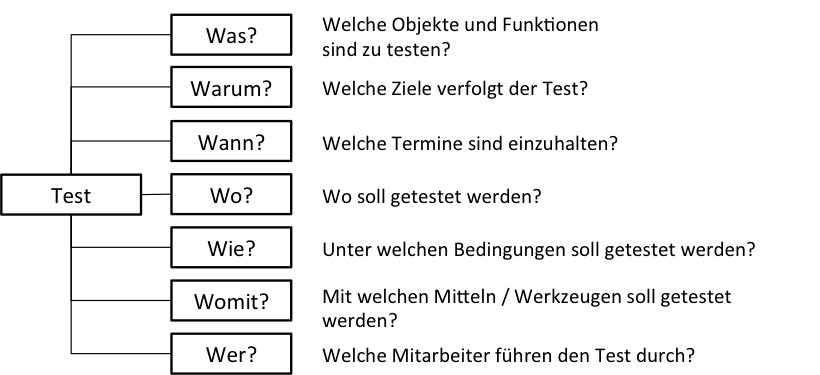 Was?
Welche Objekte und Funktionen
sind zu testen?
Warum?
Welche Ziele verfolgt der Test?
Wann?
Welche Termine sind einzuhalten?
Test
Wo?
Wo soll getestet werden?
Wie?
Unter welchen Bedingungen soll getestet werden?
Womit?
Mit welchen Mitteln / Werkzeugen soll getestet
werden?
Wer?
Welche Mitarbeiter führen den Test durch?